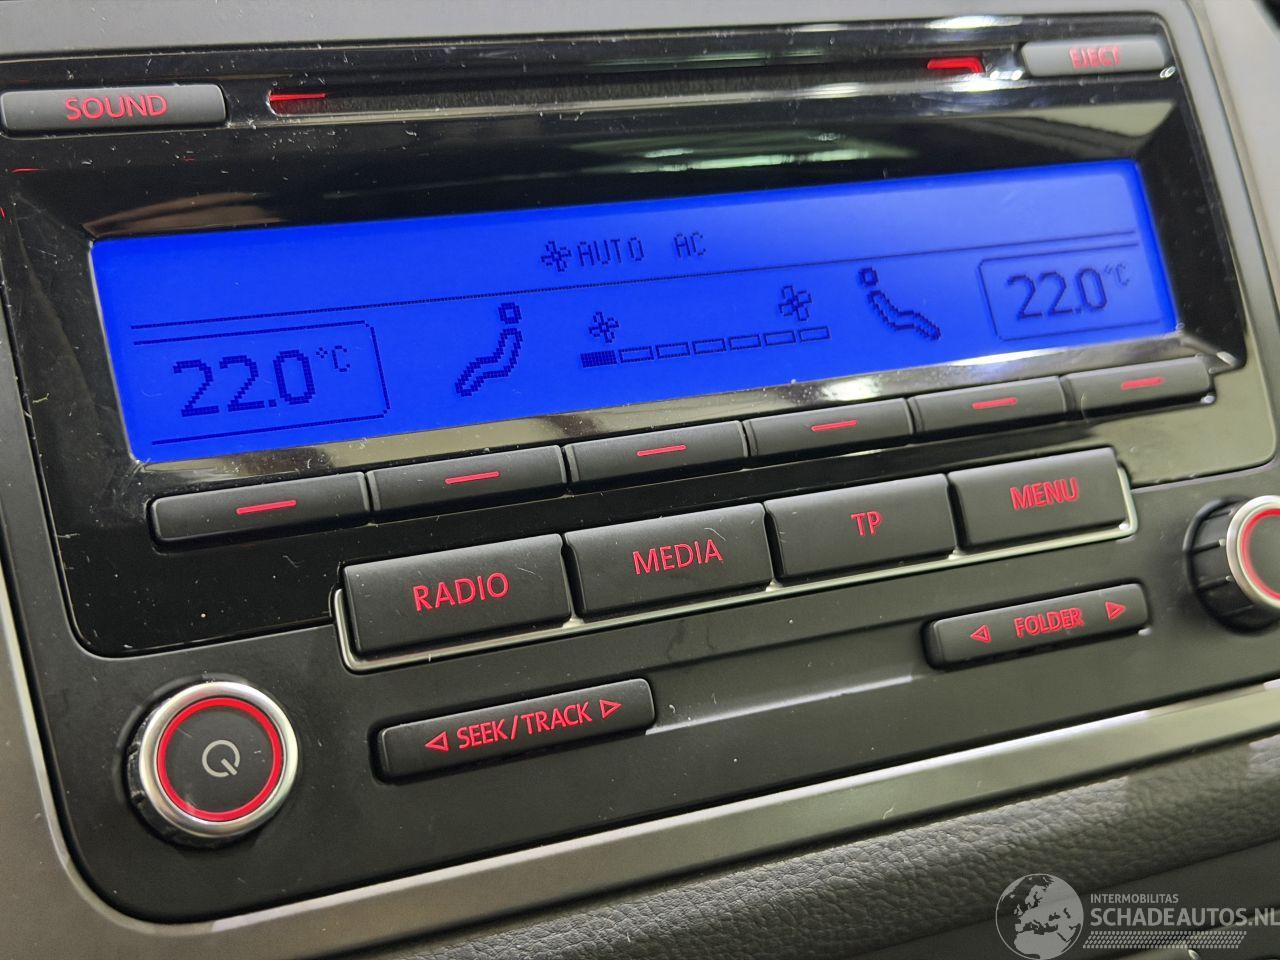 SOUND
EJECT
AUTO AC
22.0°C
22.0°C
RADIO
MEDIA
TP
MENU
◁ SEEK/TRACK ▷
◁ FOLDER ▷
INTERMOBILITAS
SCHADEAUTOS.NL